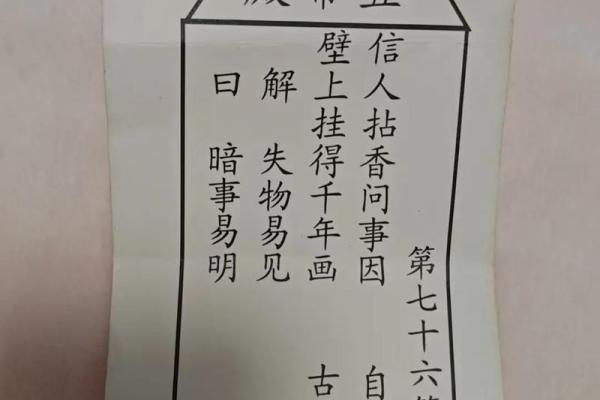 第七十六
信人拈香问事因 自
壁上挂得千年画 古
解 失物易见
曰 暗事易明